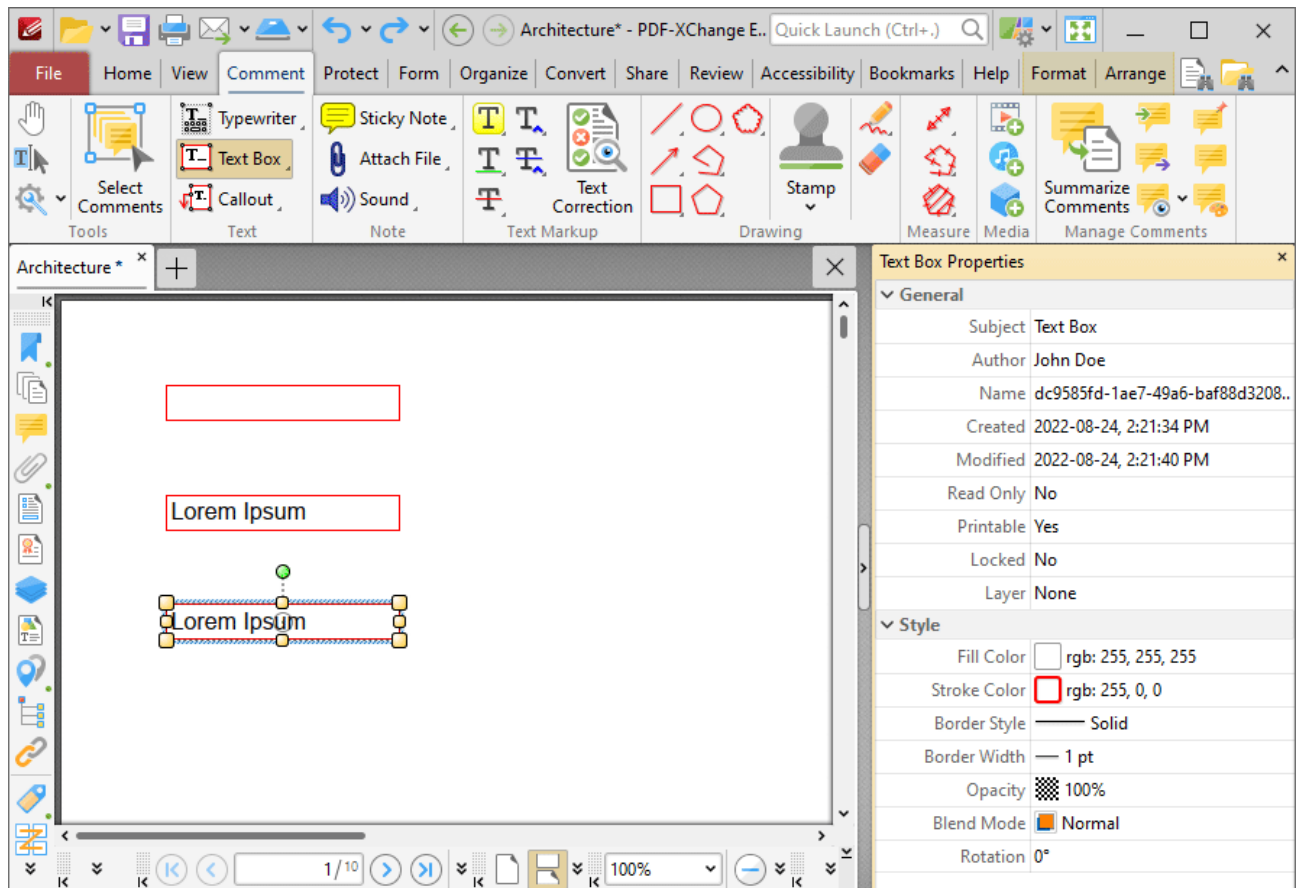 Architecture* - PDF-XChange E..
Quick Launch (Ctrl+.)
File Home View Comment Protect Form Organize Convert Share Review Accessibility Bookmarks Help Format Arrange
Typewriter
Text Box
Callout
Select Comments
Sticky Note
Attach File
Sound
Text Correction
Stamp
Summarize Comments
Tools Text Note Text Markup Drawing Measure Media Manage Comments
Architecture *
Text Box Properties
General
Subject Text Box
Author John Doe
Name dc9585fd-1ae7-49a6-baf88d3208..
Created 2022-08-24, 2:21:34 PM
Modified 2022-08-24, 2:21:40 PM
Read Only No
Printable Yes
Locked No
Layer None
Style
Fill Color rgb: 255, 255, 255
Stroke Color rgb: 255, 0, 0
Border Style Solid
Border Width 1 pt
Opacity 100%
Blend Mode Normal
Rotation 0°
Lorem Ipsum
Lorem Ipsum
1/10
100%